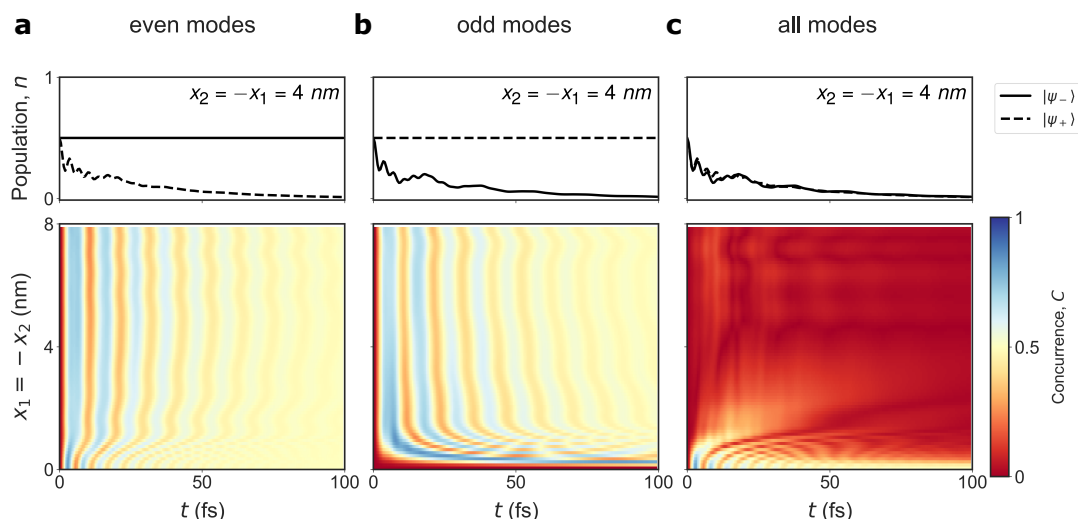 a even modes b odd modes c all modes
1
x₂ = −x₁ = 4 nm x₂ = −x₁ = 4 nm x₂ = −x₁ = 4 nm
Population, n
0
|ψ₋⟩
|ψ₊⟩
8
4
0
x₁ = − x₂ (nm)
0 50 100 0 50 100 0 50 100
t (fs) t (fs) t (fs)
1
0.5
0
Concurrence, C